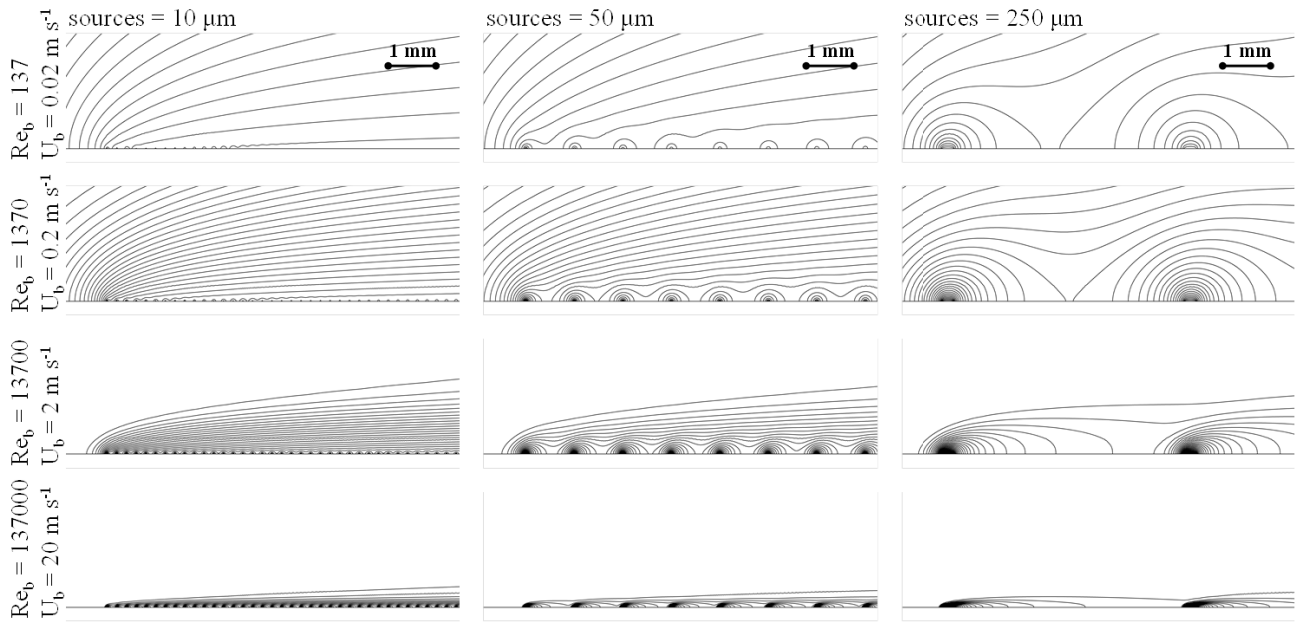 sources = 10 μm
sources = 50 μm
sources = 250 μm
1 mm
1 mm
1 mm
Re_b = 137
U_b = 0.02 m s⁻¹
Re_b = 1370
U_b = 0.2 m s⁻¹
Re_b = 13700
U_b = 2 m s⁻¹
Re_b = 137000
U_b = 20 m s⁻¹